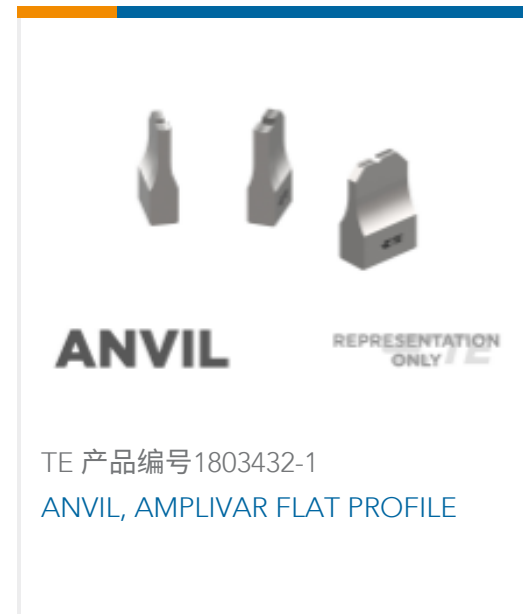 ANVIL
REPRESENTATION
ONLY
TE
TE 产品编号1803432-1
ANVIL, AMPLIVAR FLAT PROFILE